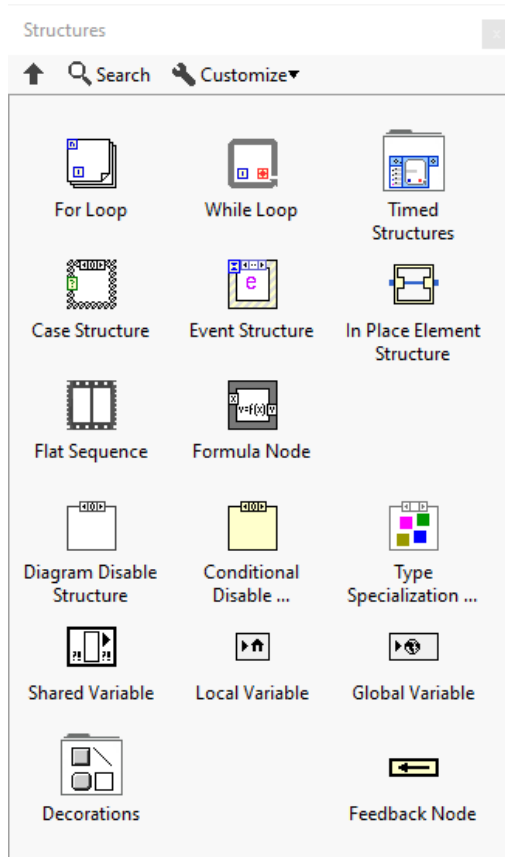 Structures
Search Customize
For Loop While Loop Timed
Structures
Case Structure Event Structure In Place Element
Structure
Flat Sequence Formula Node
Diagram Disable Conditional Type
Structure Disable ... Specialization ...
Shared Variable Local Variable Global Variable
Decorations Feedback Node